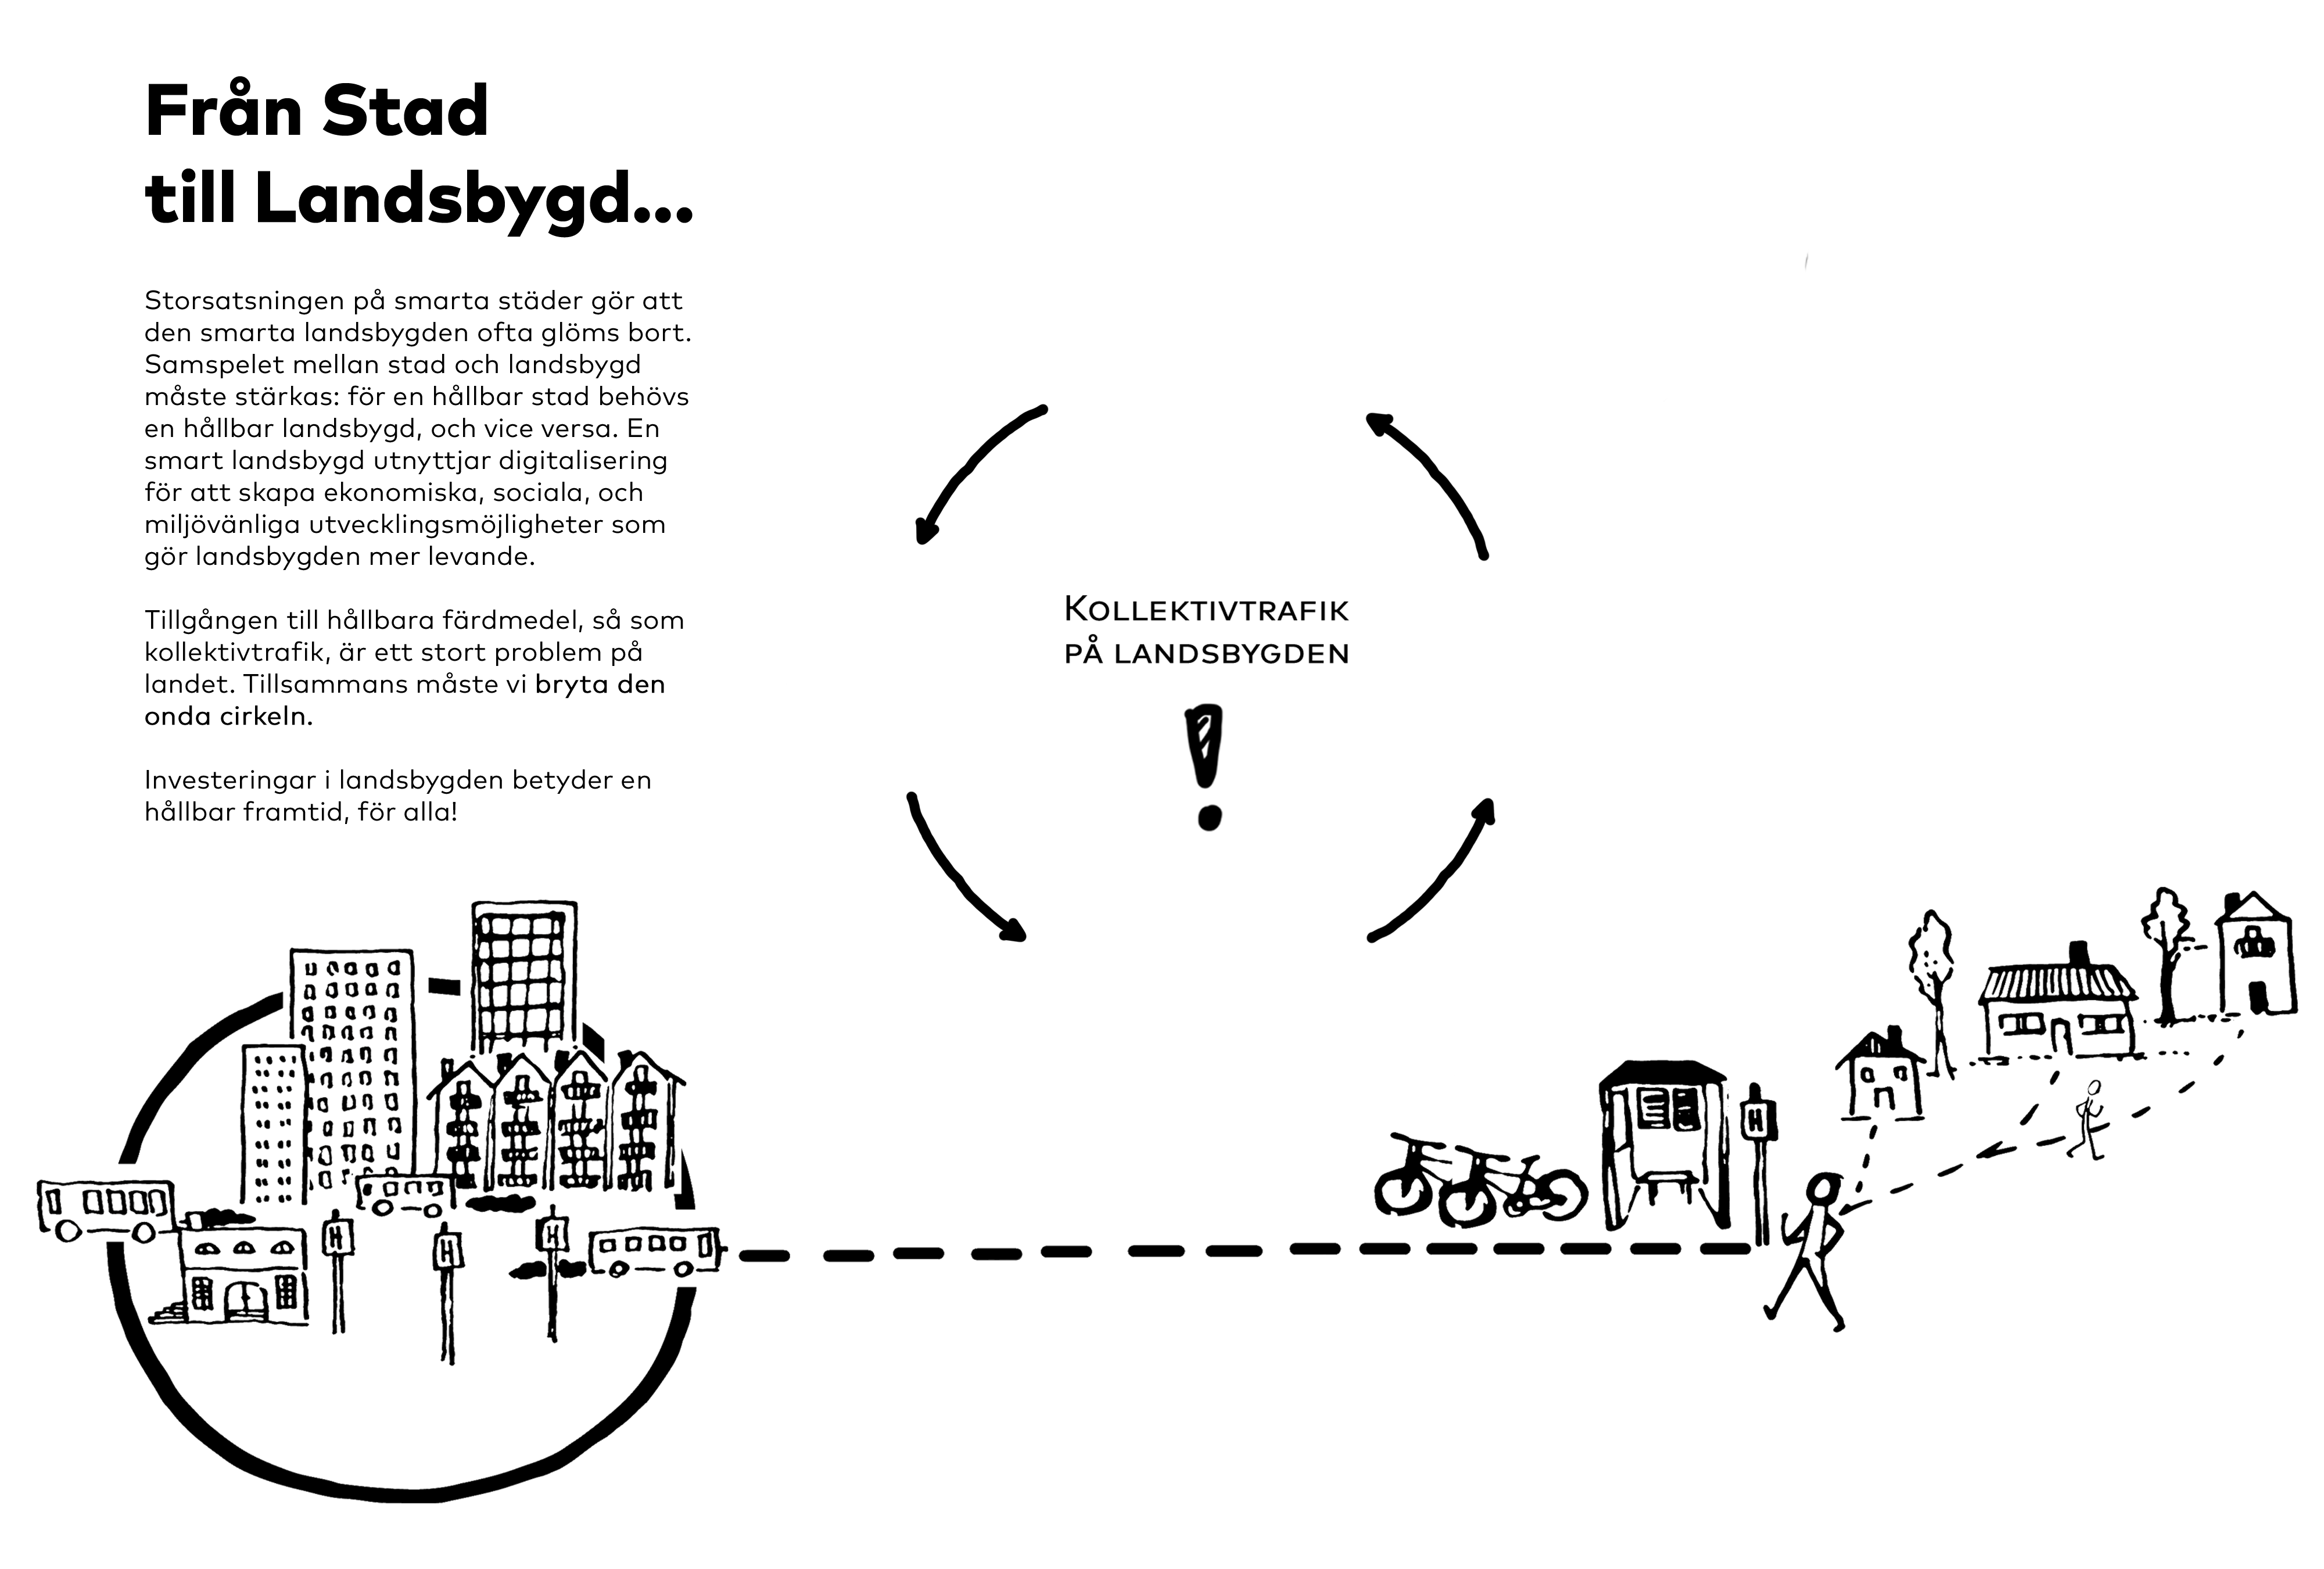 Från Stad
till Landsbygd...
Storsatsningen på smarta städer gör att
den smarta landsbygden ofta glöms bort.
Samspelet mellan stad och landsbygd
måste stärkas: för en hållbar stad behövs
en hållbar landsbygd, och vice versa. En
smart landsbygd utnyttjar digitalisering
för att skapa ekonomiska, sociala, och
miljövänliga utvecklingsmöjligheter som
gör landsbygden mer levande.
Tillgången till hållbara färdmedel, så som
kollektivtrafik, är ett stort problem på
landet. Tillsammans måste vi bryta den
onda cirkeln.
Investeringar i landsbygden betyder en
hållbar framtid, för alla!
Kollektivtrafik
på landsbygden
!
H
H
H
H